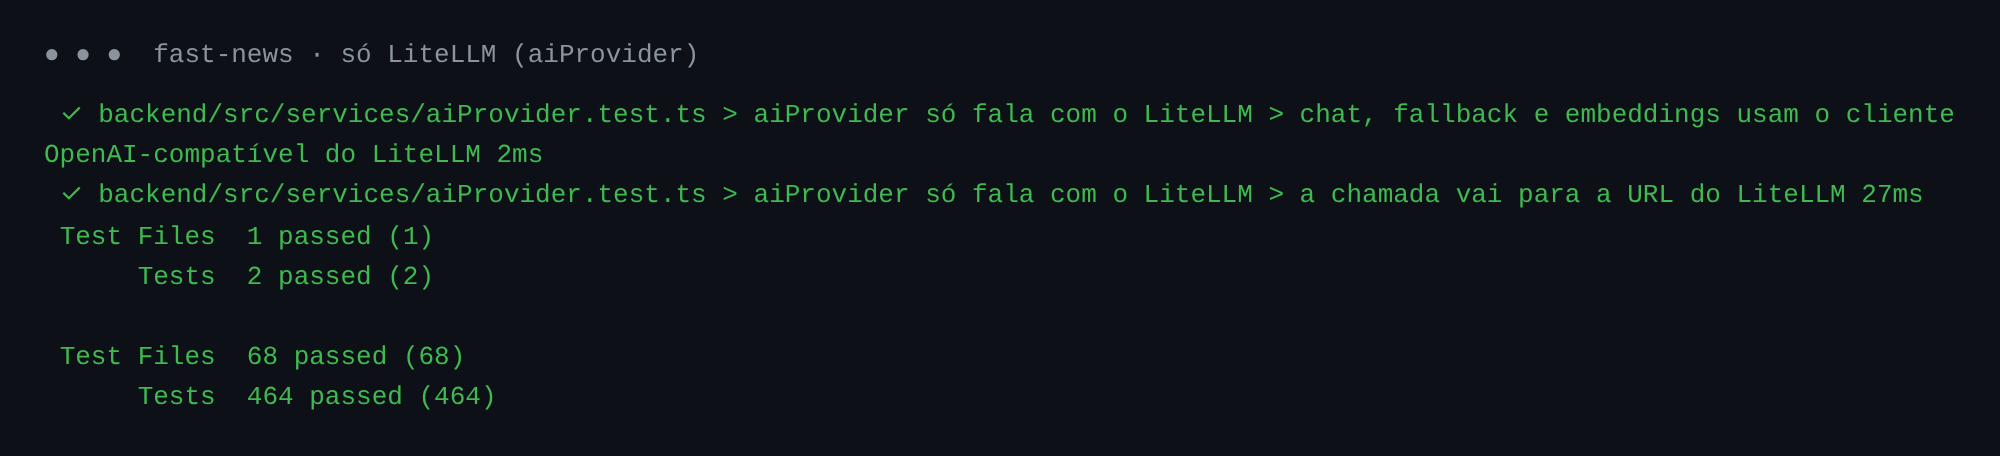 ● ● ●  fast-news · só LiteLLM (aiProvider)
✓ backend/src/services/aiProvider.test.ts > aiProvider só fala com o LiteLLM > chat, fallback e embeddings usam o cliente
OpenAI-compatível do LiteLLM 2ms
✓ backend/src/services/aiProvider.test.ts > aiProvider só fala com o LiteLLM > a chamada vai para a URL do LiteLLM 27ms
Test Files  1 passed (1)
Tests  2 passed (2)
Test Files  68 passed (68)
Tests  464 passed (464)